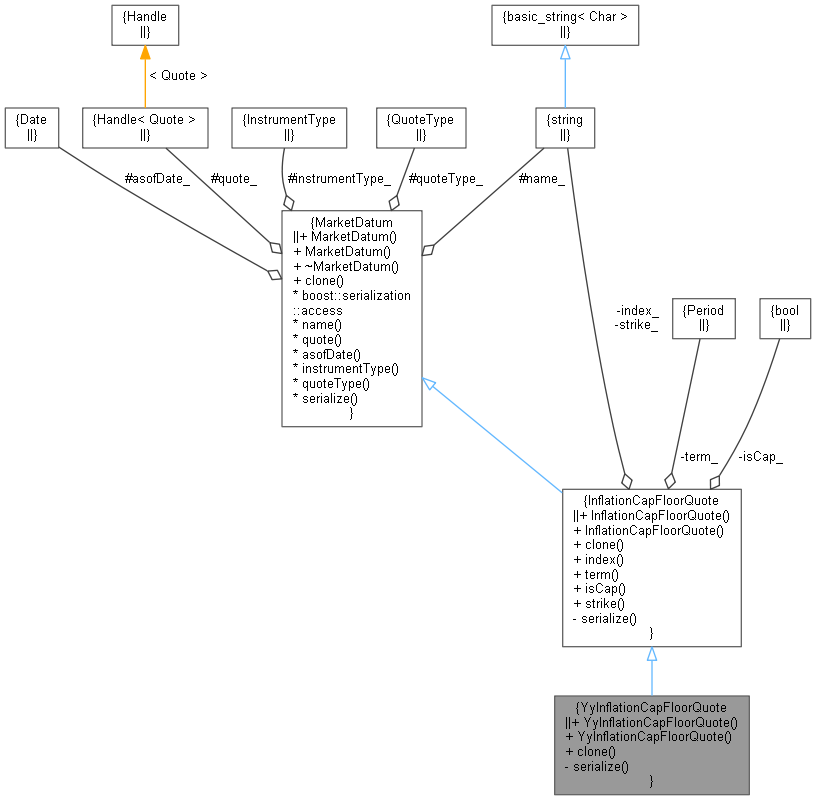 {Handle
||}
{basic_string< Char >
||}
< Quote >
{Date
||}
{Handle< Quote >
||}
{InstrumentType
||}
{QuoteType
||}
{string
||}
#asofDate_
#quote_
#instrumentType_
#quoteType_
#name_
{MarketDatum
||+ MarketDatum()
+ MarketDatum()
+ ~MarketDatum()
+ clone()
* boost::serialization
::access
* name()
* quote()
* asofDate()
* instrumentType()
* quoteType()
* serialize()
}
-index_
-strike_
{Period
||}
{bool
||}
-term_
-isCap_
{InflationCapFloorQuote
||+ InflationCapFloorQuote()
+ InflationCapFloorQuote()
+ clone()
+ index()
+ term()
+ isCap()
+ strike()
- serialize()
}
{YyInflationCapFloorQuote
||+ YyInflationCapFloorQuote()
+ YyInflationCapFloorQuote()
+ clone()
- serialize()
}